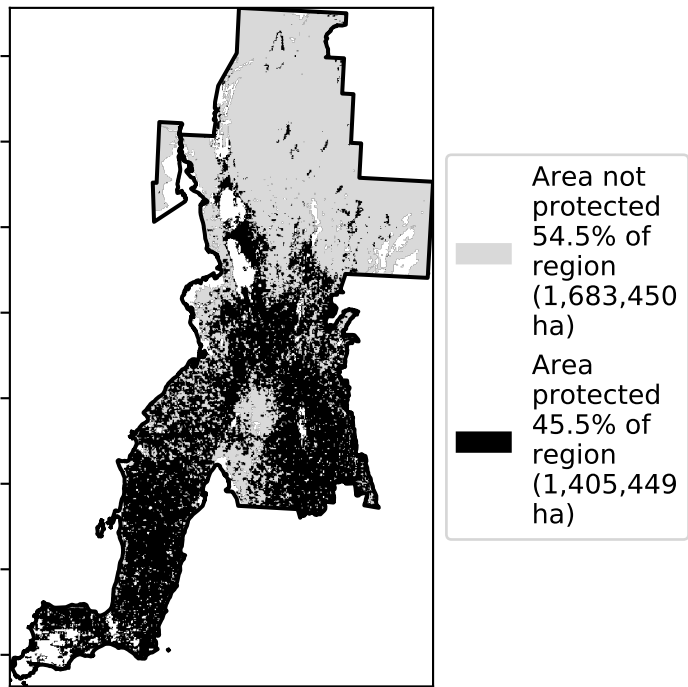 Area not
protected
54.5% of
region
(1,683,450
ha)
Area
protected
45.5% of
region
(1,405,449
ha)